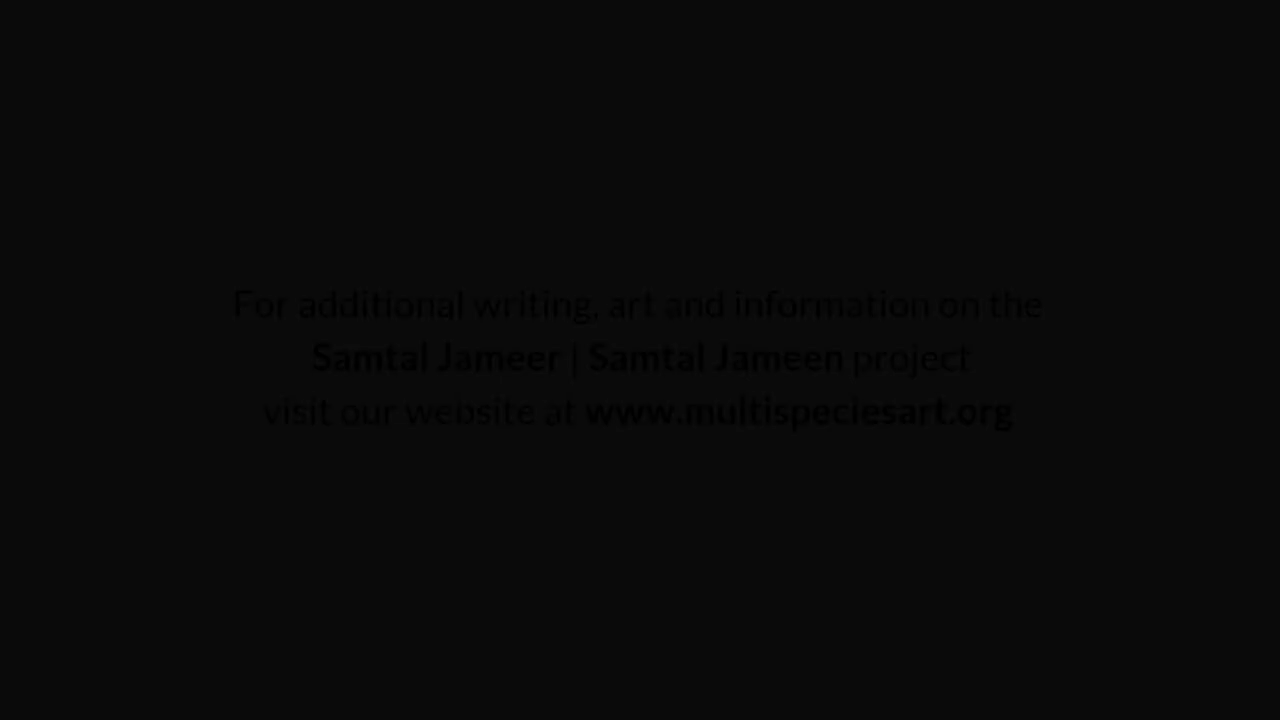 For additional writing, art and information on the
Samtal Jameer | Samtal Jameen project
visit our website at www.multispeciesart.org